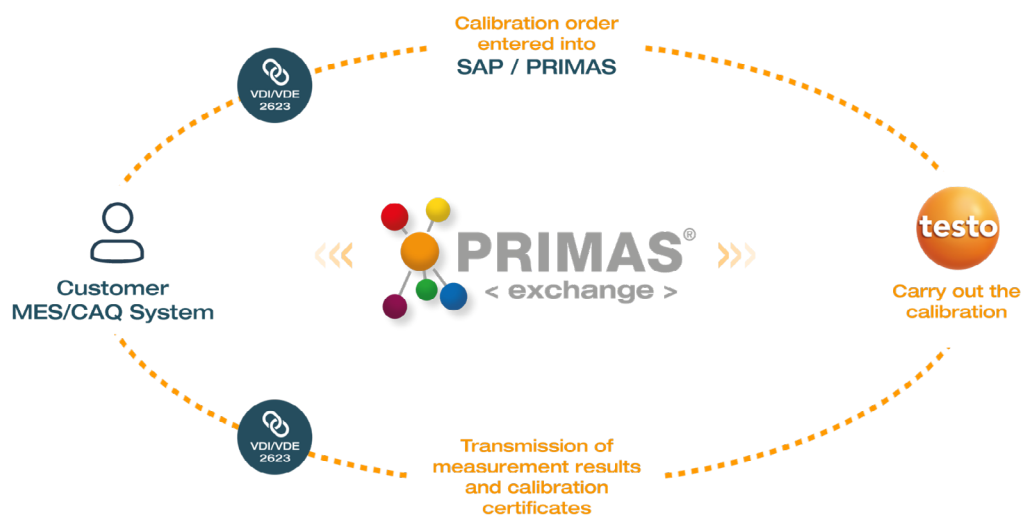 Calibration order
entered into
SAP / PRIMAS
VDI/VDE
2623
testo
PRIMAS®
< exchange >
Customer
MES/CAQ System
Carry out the
calibration
VDI/VDE
2623
Transmission of
measurement results
and calibration
certificates